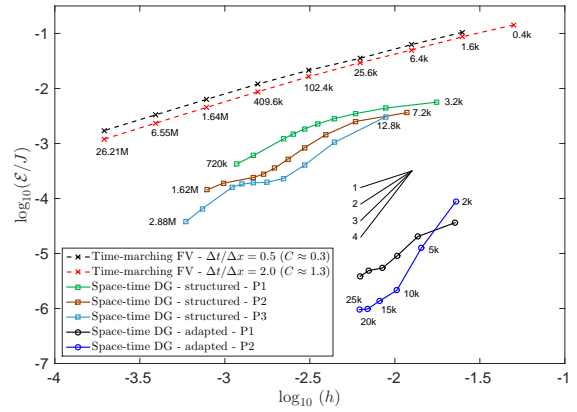 -1
-2
-3
-4
-5
-6
-7
-4
-3.5
-3
-2.5
-2
-1.5
-1
log10(ℰ/J)
log10 (h)
0.4k
1.6k
6.4k
25.6k
102.4k
409.6k
1.64M
6.55M
26.21M
3.2k
7.2k
12.8k
720k
1.62M
2.88M
1
2
3
4
2k
5k
10k
15k
20k
25k
Time-marching FV - Δt/Δx = 0.5 (C ≈ 0.3)
Time-marching FV - Δt/Δx = 2.0 (C ≈ 1.3)
Space-time DG - structured - P1
Space-time DG - structured - P2
Space-time DG - structured - P3
Space-time DG - adapted - P1
Space-time DG - adapted - P2